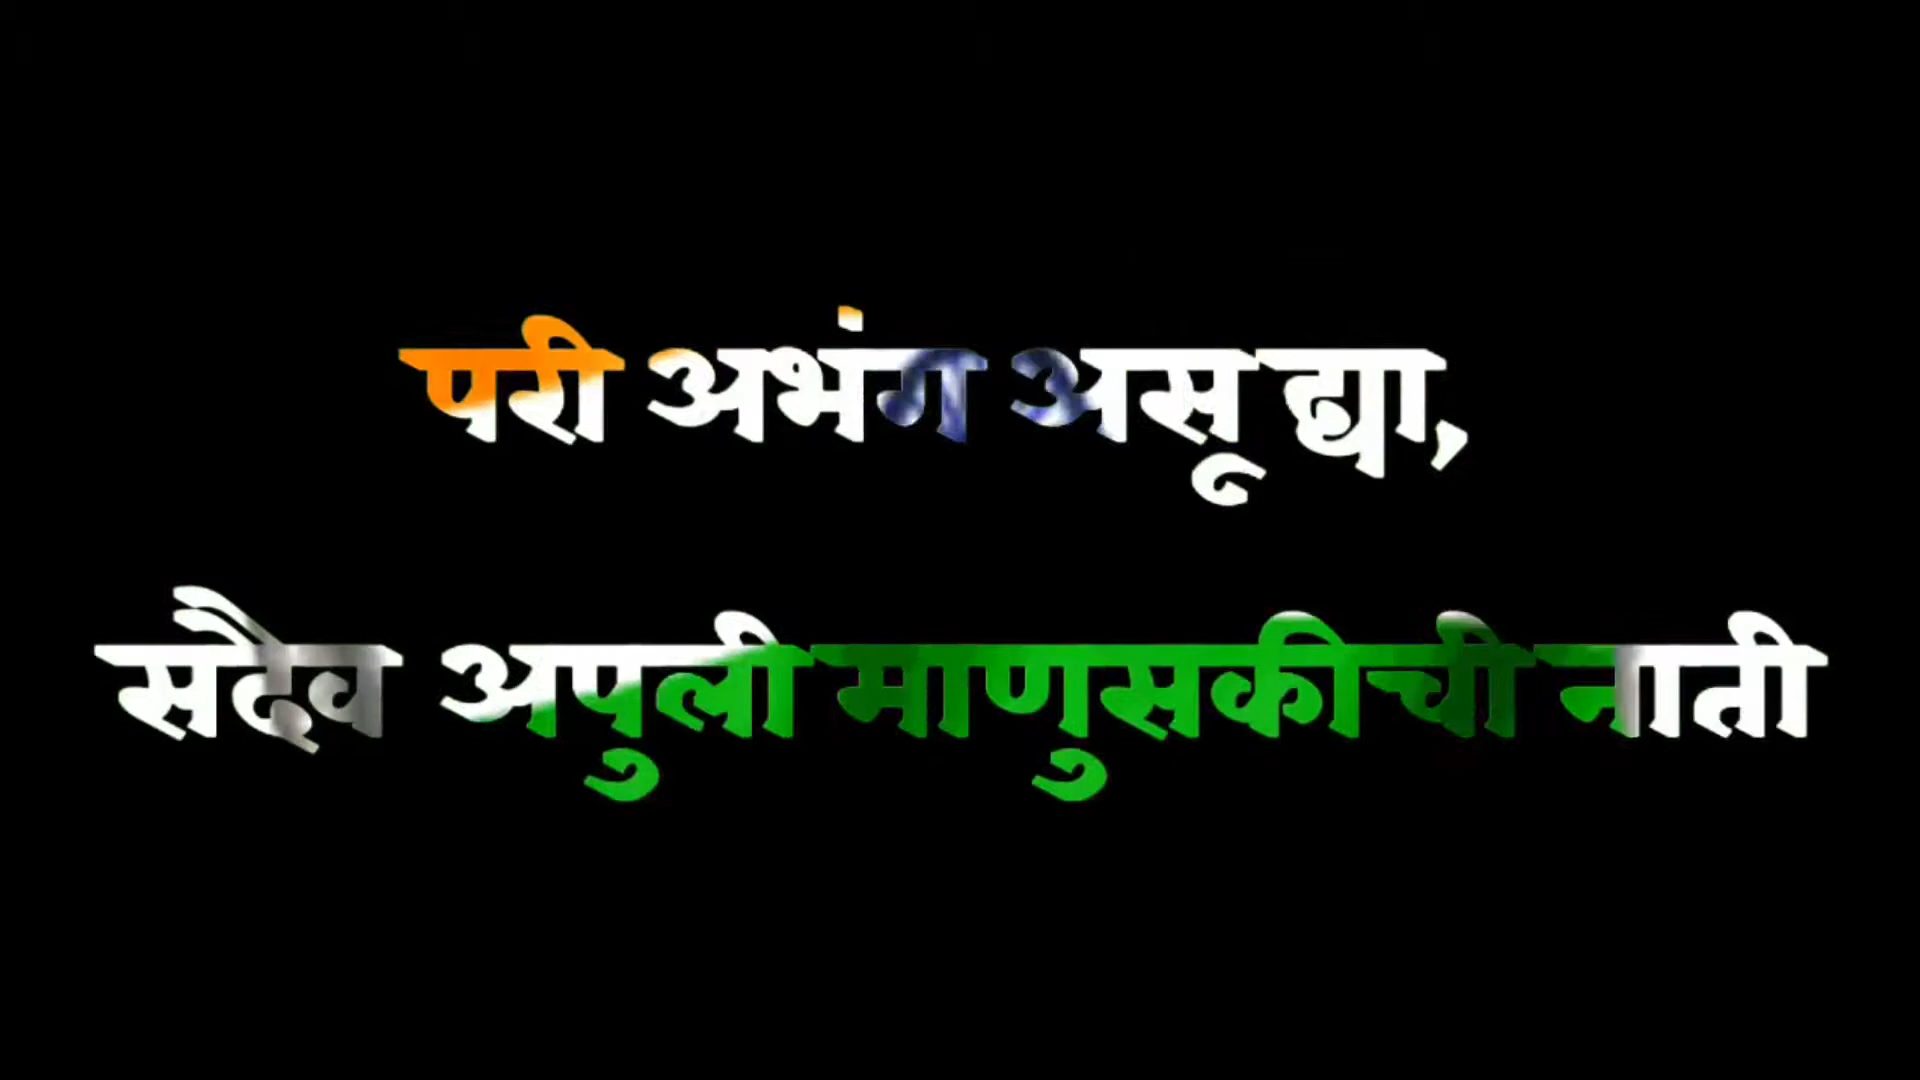 परी अभंग असू द्या,
सदैव अपुली माणुसकीची नाती